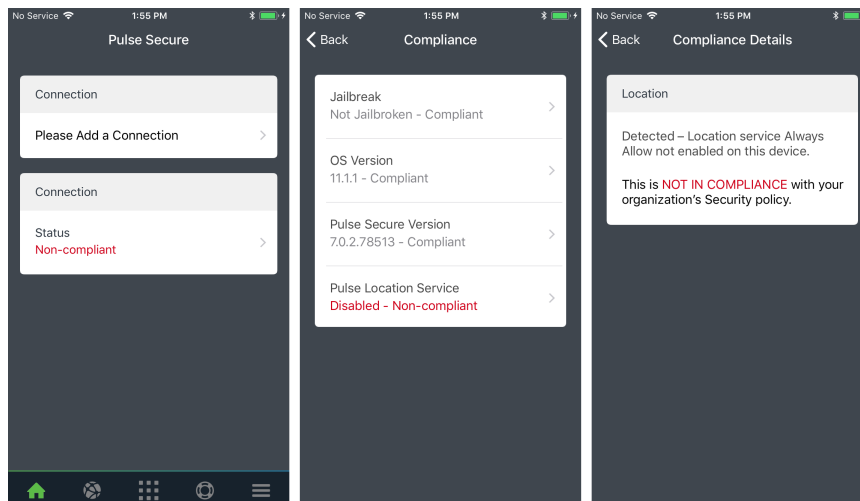 No Service 1:55 PM
Pulse Secure
Connection
Please Add a Connection
Connection
Status
Non-compliant
No Service 1:55 PM
Back Compliance
Jailbreak
Not Jailbroken - Compliant
OS Version
11.1.1 - Compliant
Pulse Secure Version
7.0.2.78513 - Compliant
Pulse Location Service
Disabled - Non-compliant
No Service 1:55 PM
Back Compliance Details
Location
Detected – Location service Always
Allow not enabled on this device.
This is NOT IN COMPLIANCE with your
organization's Security policy.